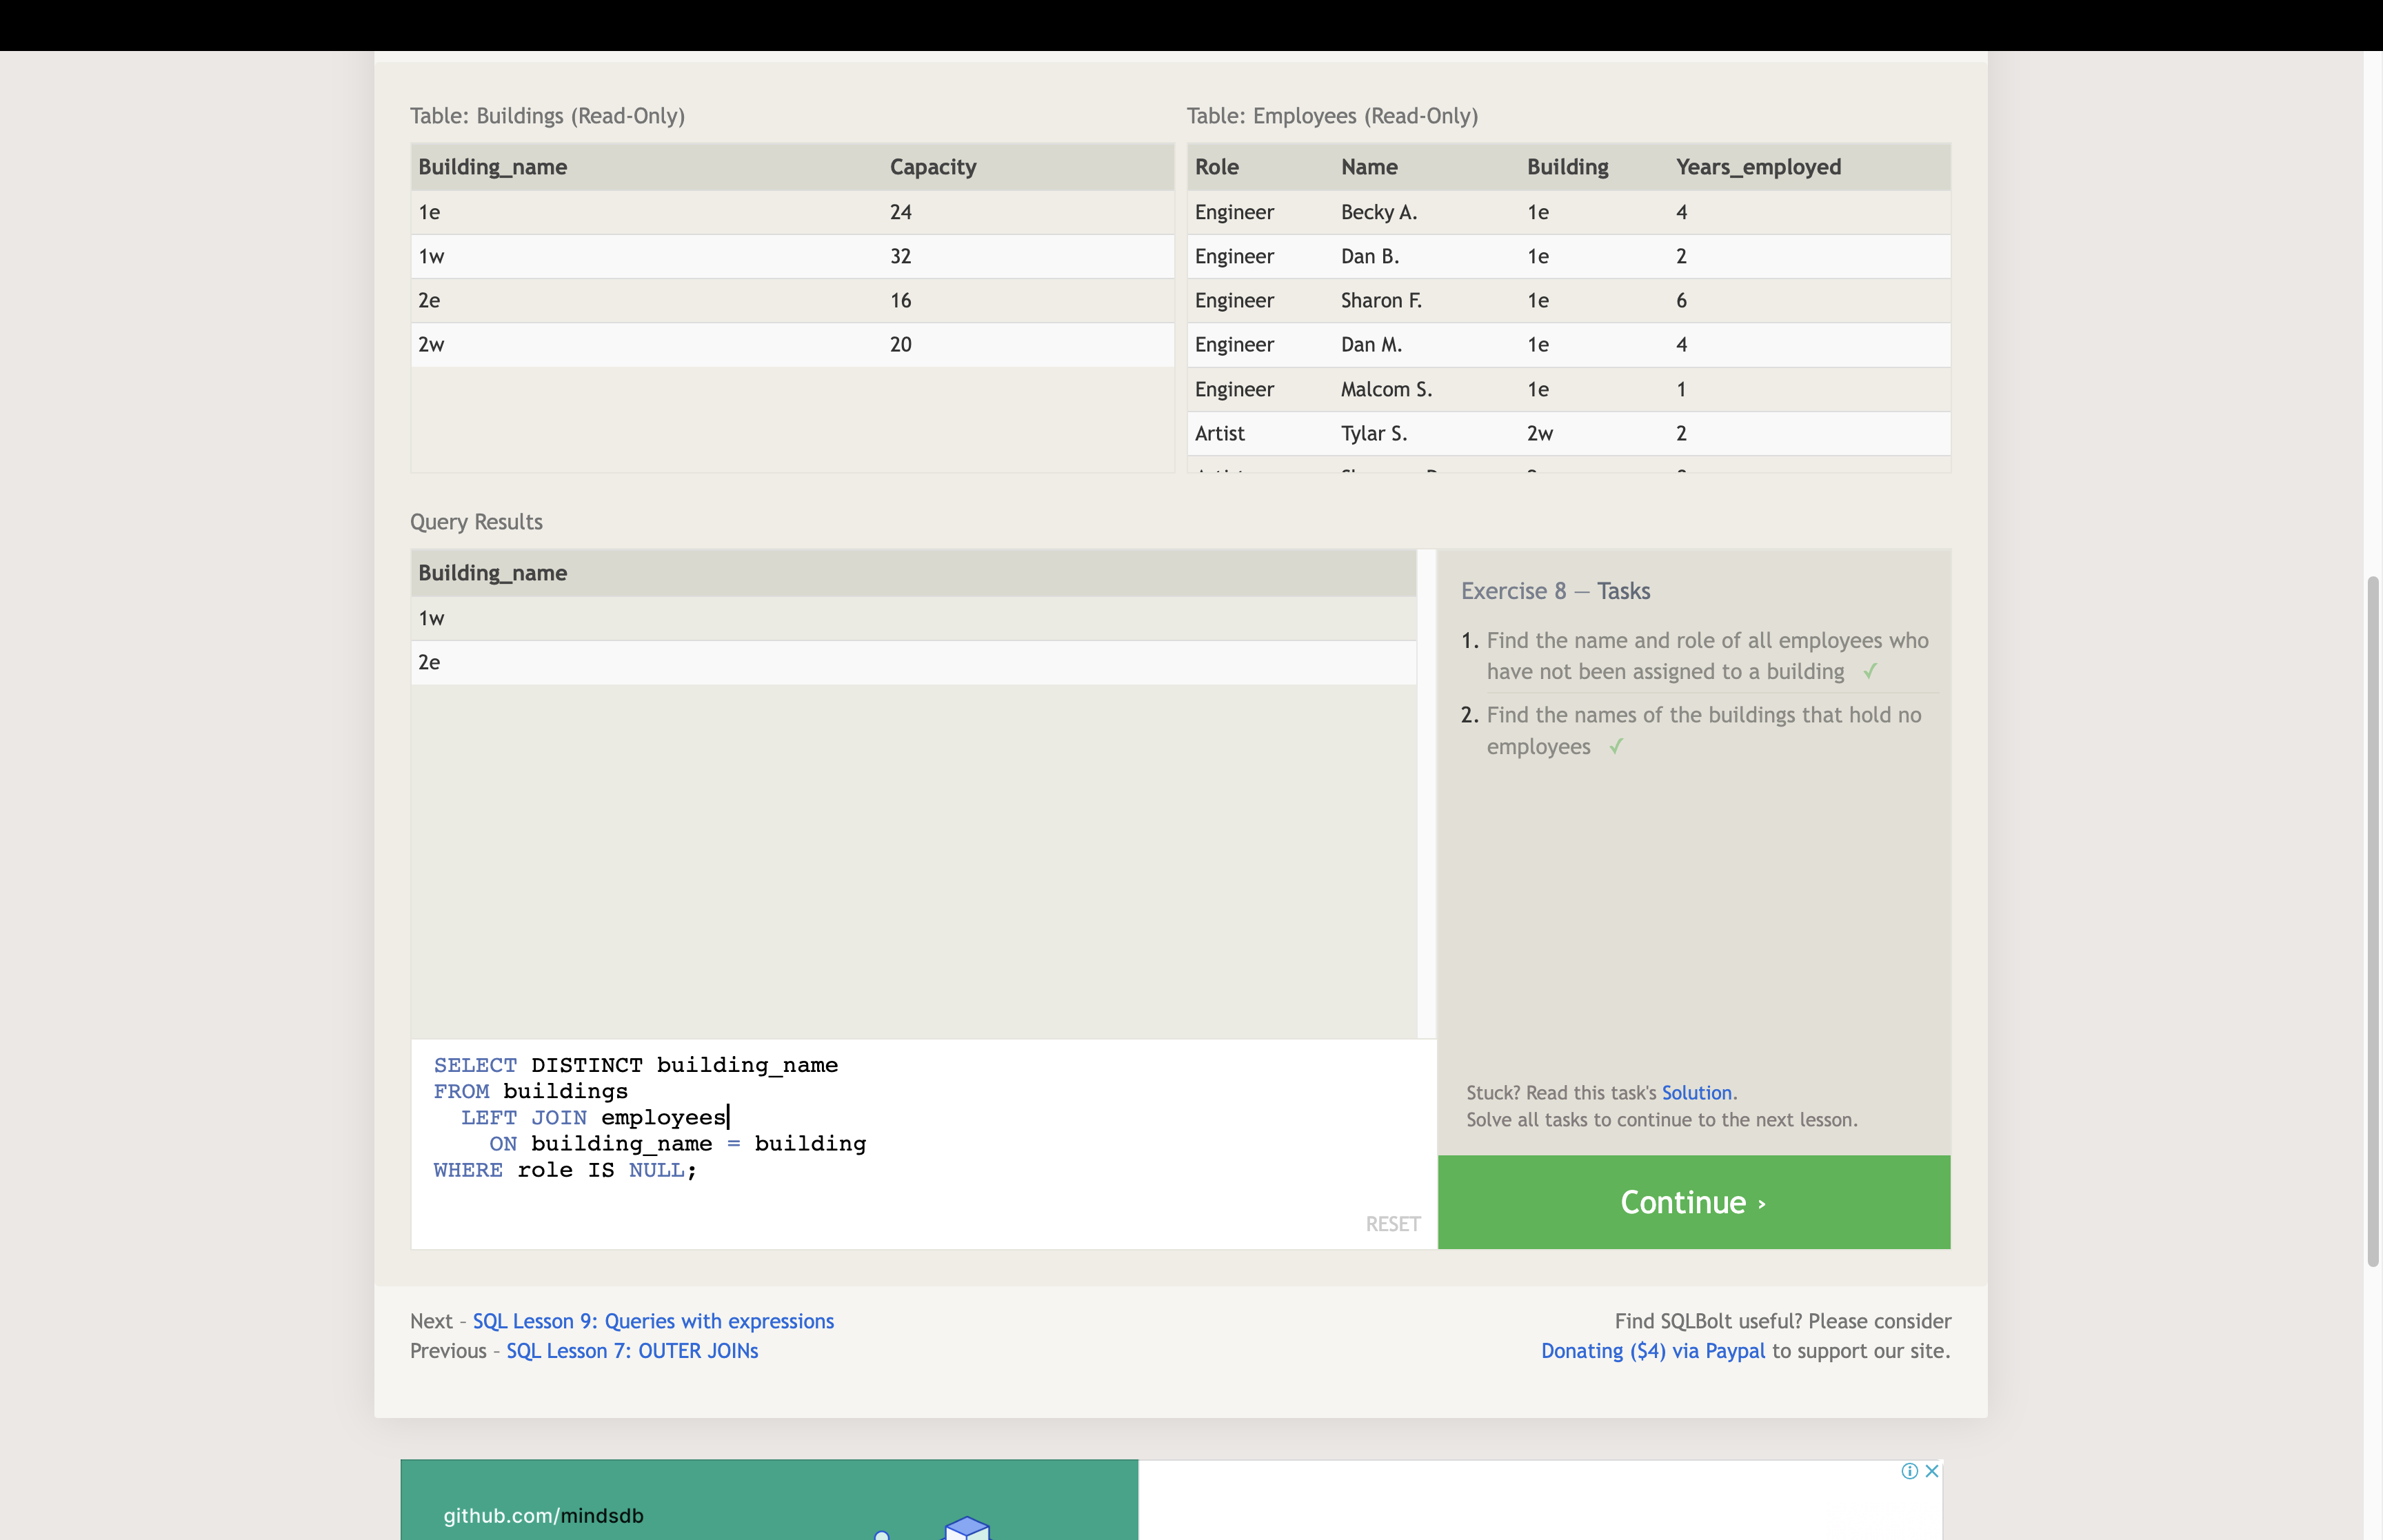 Table: Buildings (Read-Only)
Building_name Capacity
1e 24
1w 32
2e 16
2w 20
Table: Employees (Read-Only)
Role Name Building Years_employed
Engineer Becky A. 1e 4
Engineer Dan B. 1e 2
Engineer Sharon F. 1e 6
Engineer Dan M. 1e 4
Engineer Malcom S. 1e 1
Artist Tylar S. 2w 2
Query Results
Building_name
1w
2e
Exercise 8 — Tasks
1. Find the name and role of all employees who
have not been assigned to a building ✓
2. Find the names of the buildings that hold no
employees ✓
SELECT DISTINCT building_name
FROM buildings
LEFT JOIN employees
ON building_name = building
WHERE role IS NULL;
RESET
Stuck? Read this task's Solution.
Solve all tasks to continue to the next lesson.
Continue ›
Next – SQL Lesson 9: Queries with expressions
Previous – SQL Lesson 7: OUTER JOINs
Find SQLBolt useful? Please consider
Donating ($4) via Paypal to support our site.
github.com/mindsdb